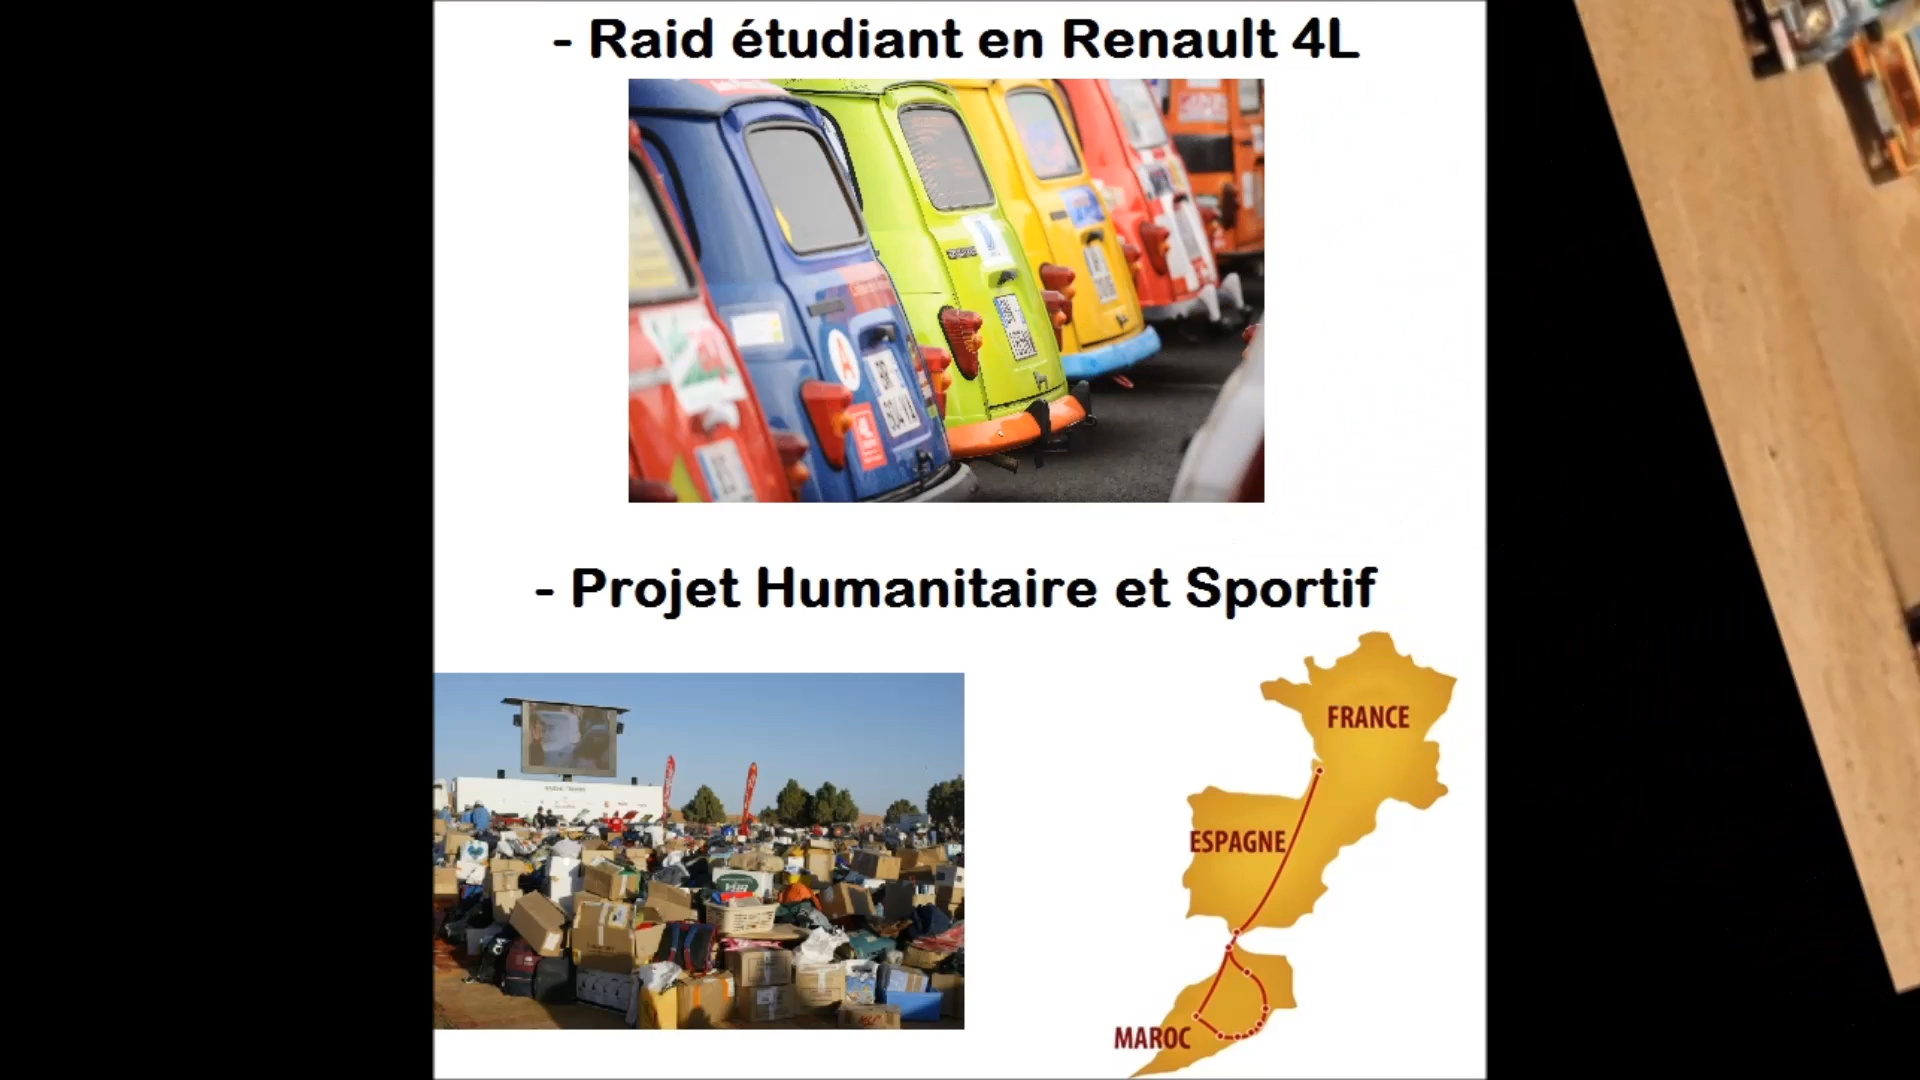 - Raid étudiant en Renault 4L
A
- Projet Humanitaire et Sportif
FRANCE
ESPAGNE
MAROC